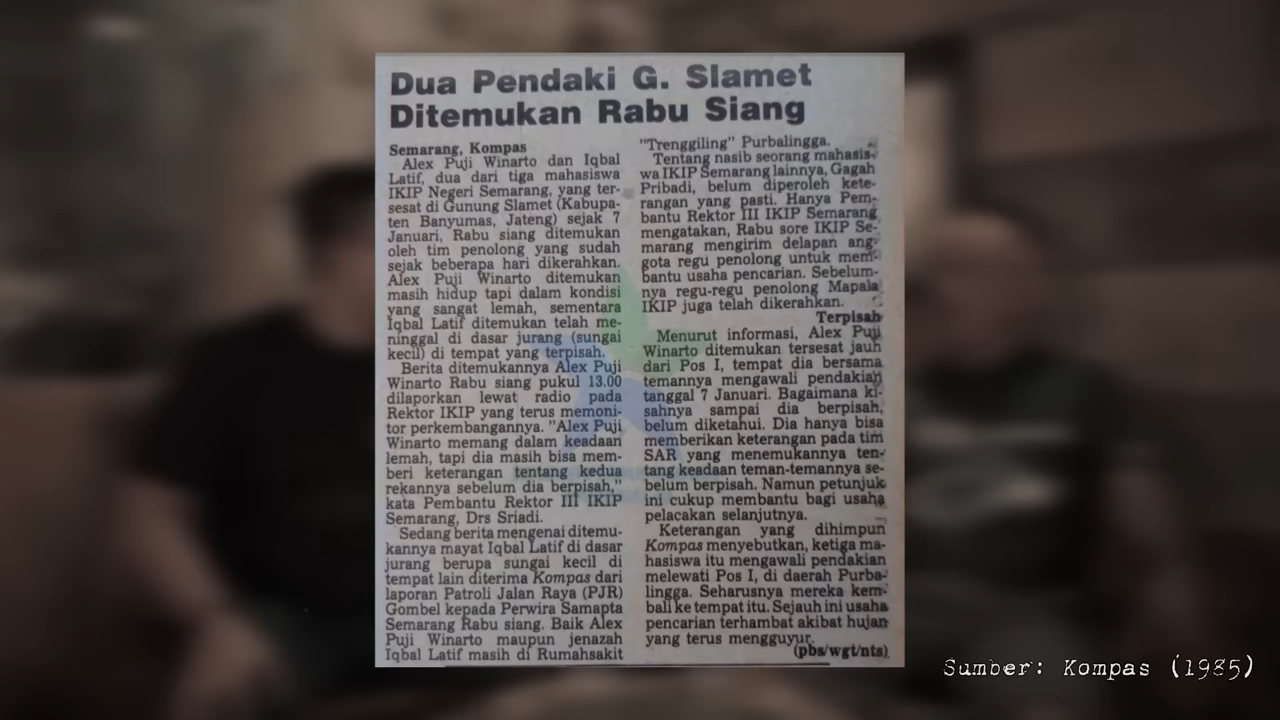 Dua Pendaki G. Slamet
Ditemukan Rabu Siang
Semarang, Kompas
Alex Puji Winarto dan Iqbal
Latif, dua dari tiga mahasiswa
IKIP Negeri Semarang, yang ter-
sesat di Gunung Slamet (Kabupa-
ten Banyumas, Jateng) sejak 7
Januari, Rabu siang ditemukan
oleh tim penolong yang sudah
sejak beberapa hari dikerahkan.
Alex Puji Winarto ditemukan
masih hidup tapi dalam kondisi
yang sangat lemah, sementara
Iqbal Latif ditemukan telah me-
ninggal di dasar jurang (sungai
kecil) di tempat yang terpisah.
Berita ditemukannya Alex Puji
Winarto Rabu siang pukul 13.00
dilaporkan lewat radio pada
Rektor IKIP yang terus memoni-
tor perkembangannya. "Alex Puji
Winarto memang dalam keadaan
lemah, tapi dia masih bisa mem-
beri keterangan tentang kedua
rekannya sebelum dia berpisah,"
kata Pembantu Rektor III IKIP
Semarang, Drs Sriadi.
Sedang berita mengenai ditemu-
kannya mayat Iqbal Latif di dasar
jurang berupa sungai kecil di
tempat lain diterima Kompas dari
laporan Patroli Jalan Raya (PJR)
Gombel kepada Perwira Samapta
Semarang Rabu siang. Baik Alex
Puji Winarto maupun jenazah
Iqbal Latif masih di Rumahsakit
"Trenggiling" Purbalingga.
Tentang nasib seorang mahasis-
wa IKIP Semarang lainnya, Gagah
Pribadi, belum diperoleh kete-
rangan yang pasti. Hanya Pem-
bantu Rektor III IKIP Semarang
mengatakan, Rabu sore IKIP Se-
marang mengirim delapan ang-
gota regu penolong untuk mem-
bantu usaha pencarian. Sebelum-
nya regu-regu penolong Mapala
IKIP juga telah dikerahkan.
Terpisah
Menurut informasi, Alex Puji
Winarto ditemukan tersesat jauh
dari Pos I, tempat dia bersama
temannya mengawali pendakian
tanggal 7 Januari. Bagaimana ki-
sahnya sampai dia berpisah,
belum diketahui. Dia hanya bisa
memberikan keterangan pada tim
SAR yang menemukannya ten-
tang keadaan teman-temannya se-
belum berpisah. Namun petunjuk
ini cukup membantu bagi usaha
pelacakan selanjutnya.
Keterangan yang dihimpun
Kompas menyebutkan, ketiga ma-
hasiswa itu mengawali pendakian
melewati Pos I, di daerah Purba-
lingga. Seharusnya mereka kem-
bali ke tempat itu. Sejauh ini usaha
pencarian terhambat akibat hujan
yang terus mengguyur.
(pbs/wgt/nts)
Sumber: Kompas (1985)